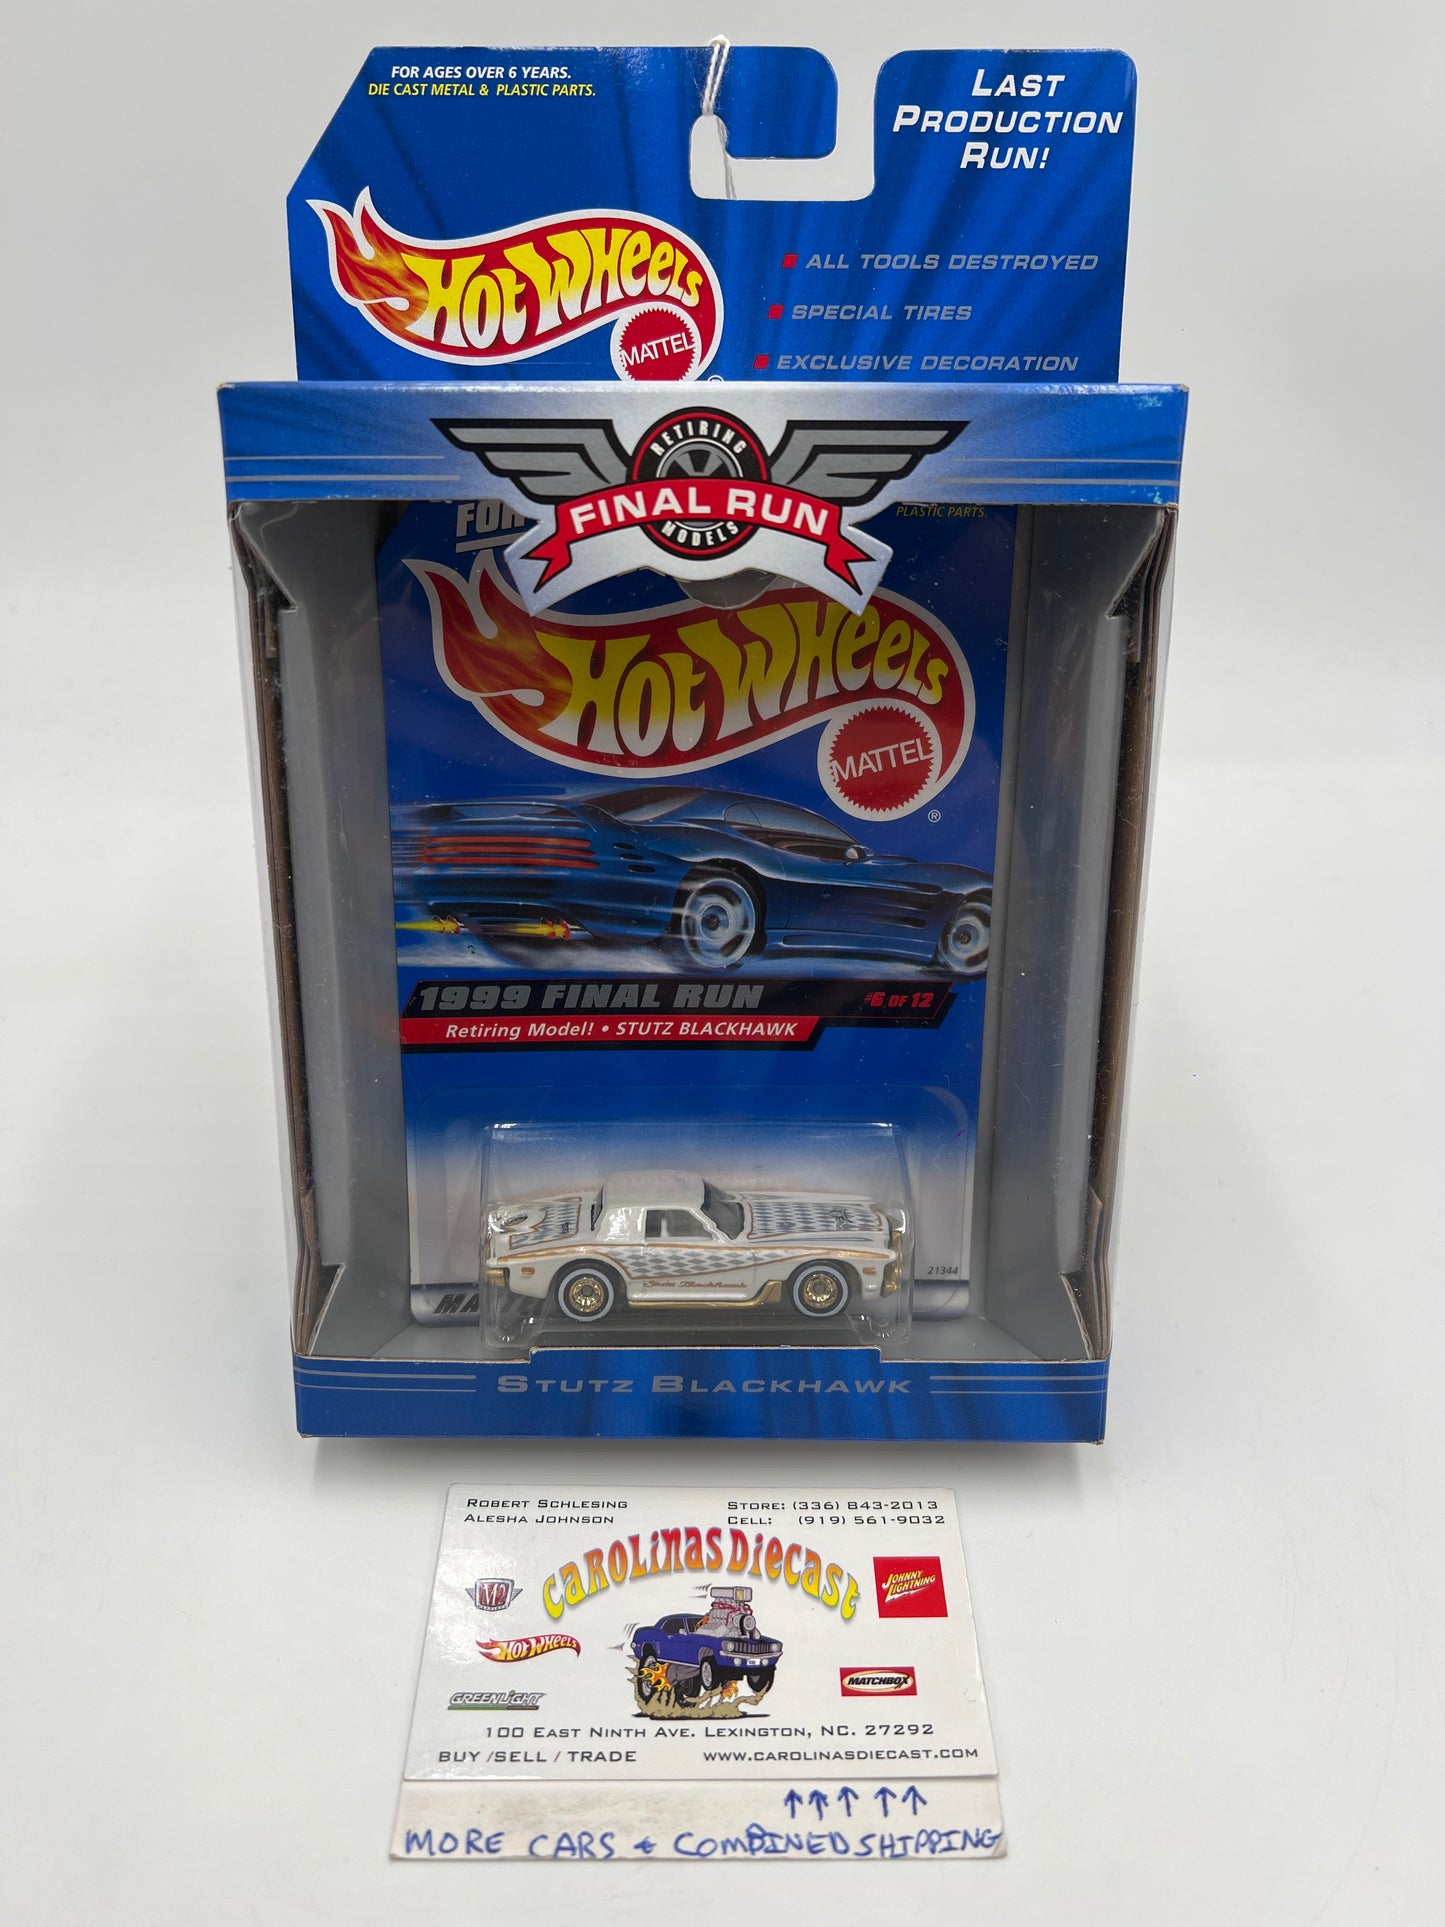 FOR AGES OVER 6 YEARS.
DIE CAST METAL & PLASTIC PARTS.
LAST
PRODUCTION
RUN!
HOT WHEELS
MATTEL
®
ALL TOOLS DESTROYED
SPECIAL TIRES
EXCLUSIVE DECORATION
RETIRING
FINAL RUN
MODELS
FOR
PLASTIC PARTS.
HOT WHEELS
MATTEL
®
1999 FINAL RUN
#6 OF 12
Retiring Model! • STUTZ BLACKHAWK
Stutz Blackhawk
21344
STUTZ BLACKHAWK
ROBERT SCHLESING
ALESHA JOHNSON
STORE: (336) 843-2013
CELL: (919) 561-9032
CAROLINAS DIECAST
M2
JOHNNY LIGHTNING
HOT WHEELS
GREENLIGHT
MATCHBOX
100 EAST NINTH AVE. LEXINGTON, NC. 27292
BUY /SELL / TRADE
WWW.CAROLINASDIECAST.COM
↑↑↑ ↑↑
MORE CARS & COMBINED SHIPPING